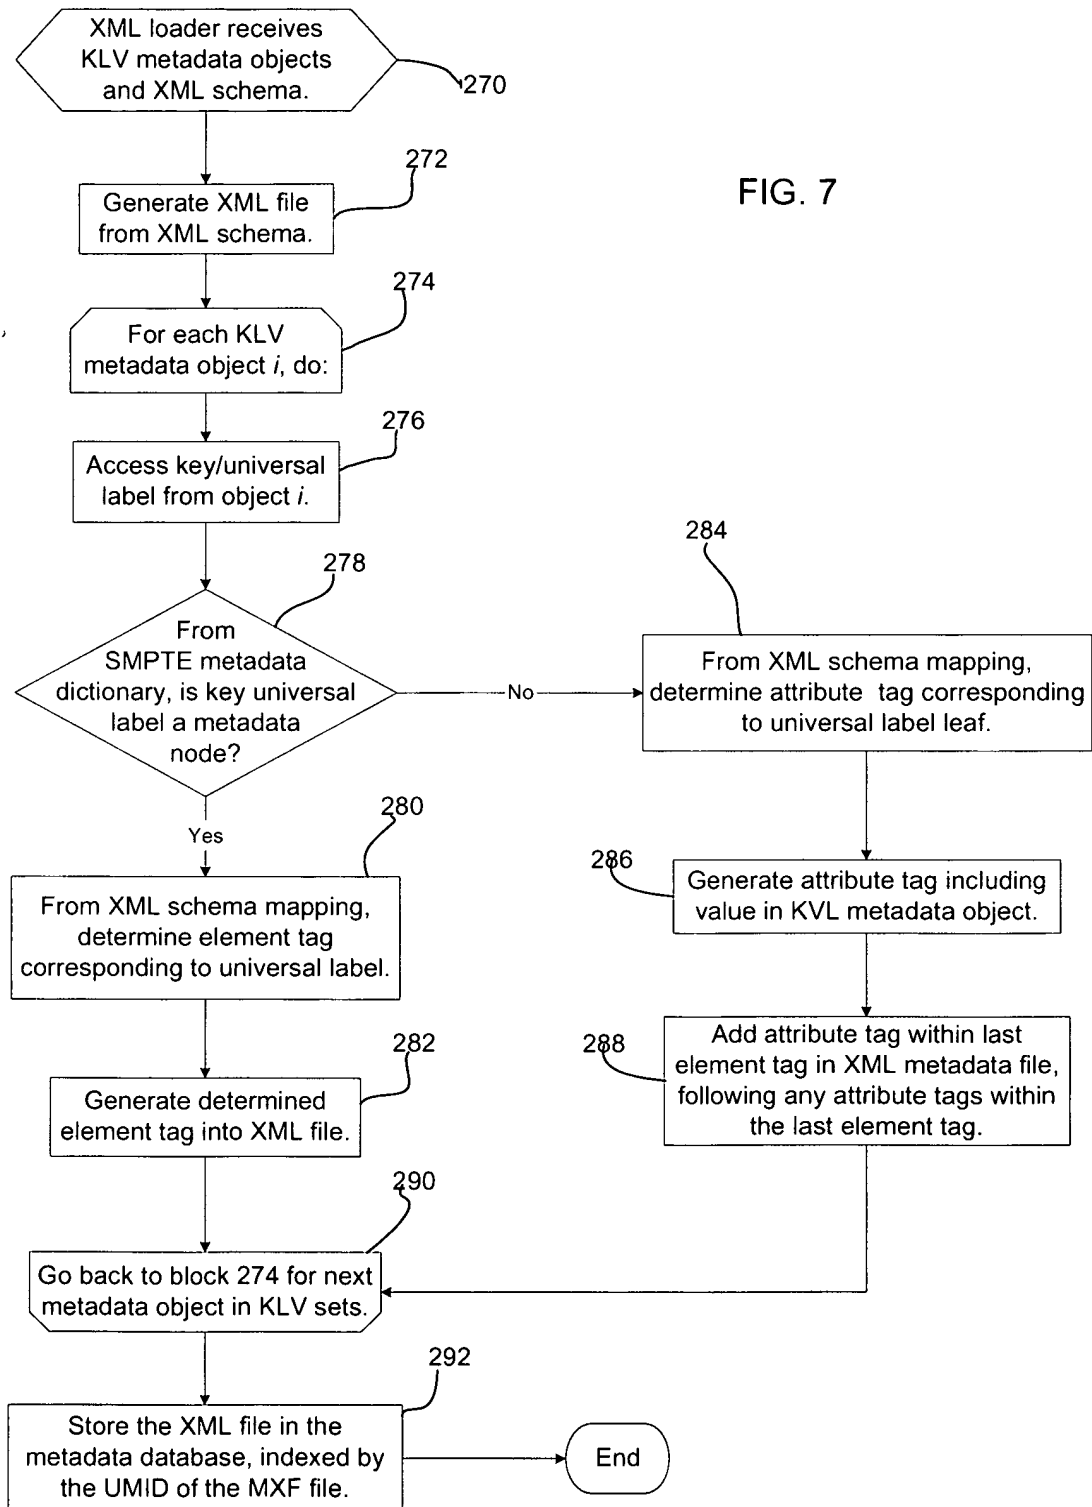 XML loader receives
KLV metadata objects
and XML schema.
270
FIG. 7
272
Generate XML file
from XML schema.
274
For each KLV
metadata object i, do:
276
Access key/universal
label from object i.
278
From
SMPTE metadata
dictionary, is key universal
label a metadata
node?
No
Yes
284
From XML schema mapping,
determine attribute tag corresponding
to universal label leaf.
280
From XML schema mapping,
determine element tag
corresponding to universal label.
286
Generate attribute tag including
value in KVL metadata object.
282
Generate determined
element tag into XML file.
288
Add attribute tag within last
element tag in XML metadata file,
following any attribute tags within
the last element tag.
290
Go back to block 274 for next
metadata object in KLV sets.
292
Store the XML file in the
metadata database, indexed by
the UMID of the MXF file.
End